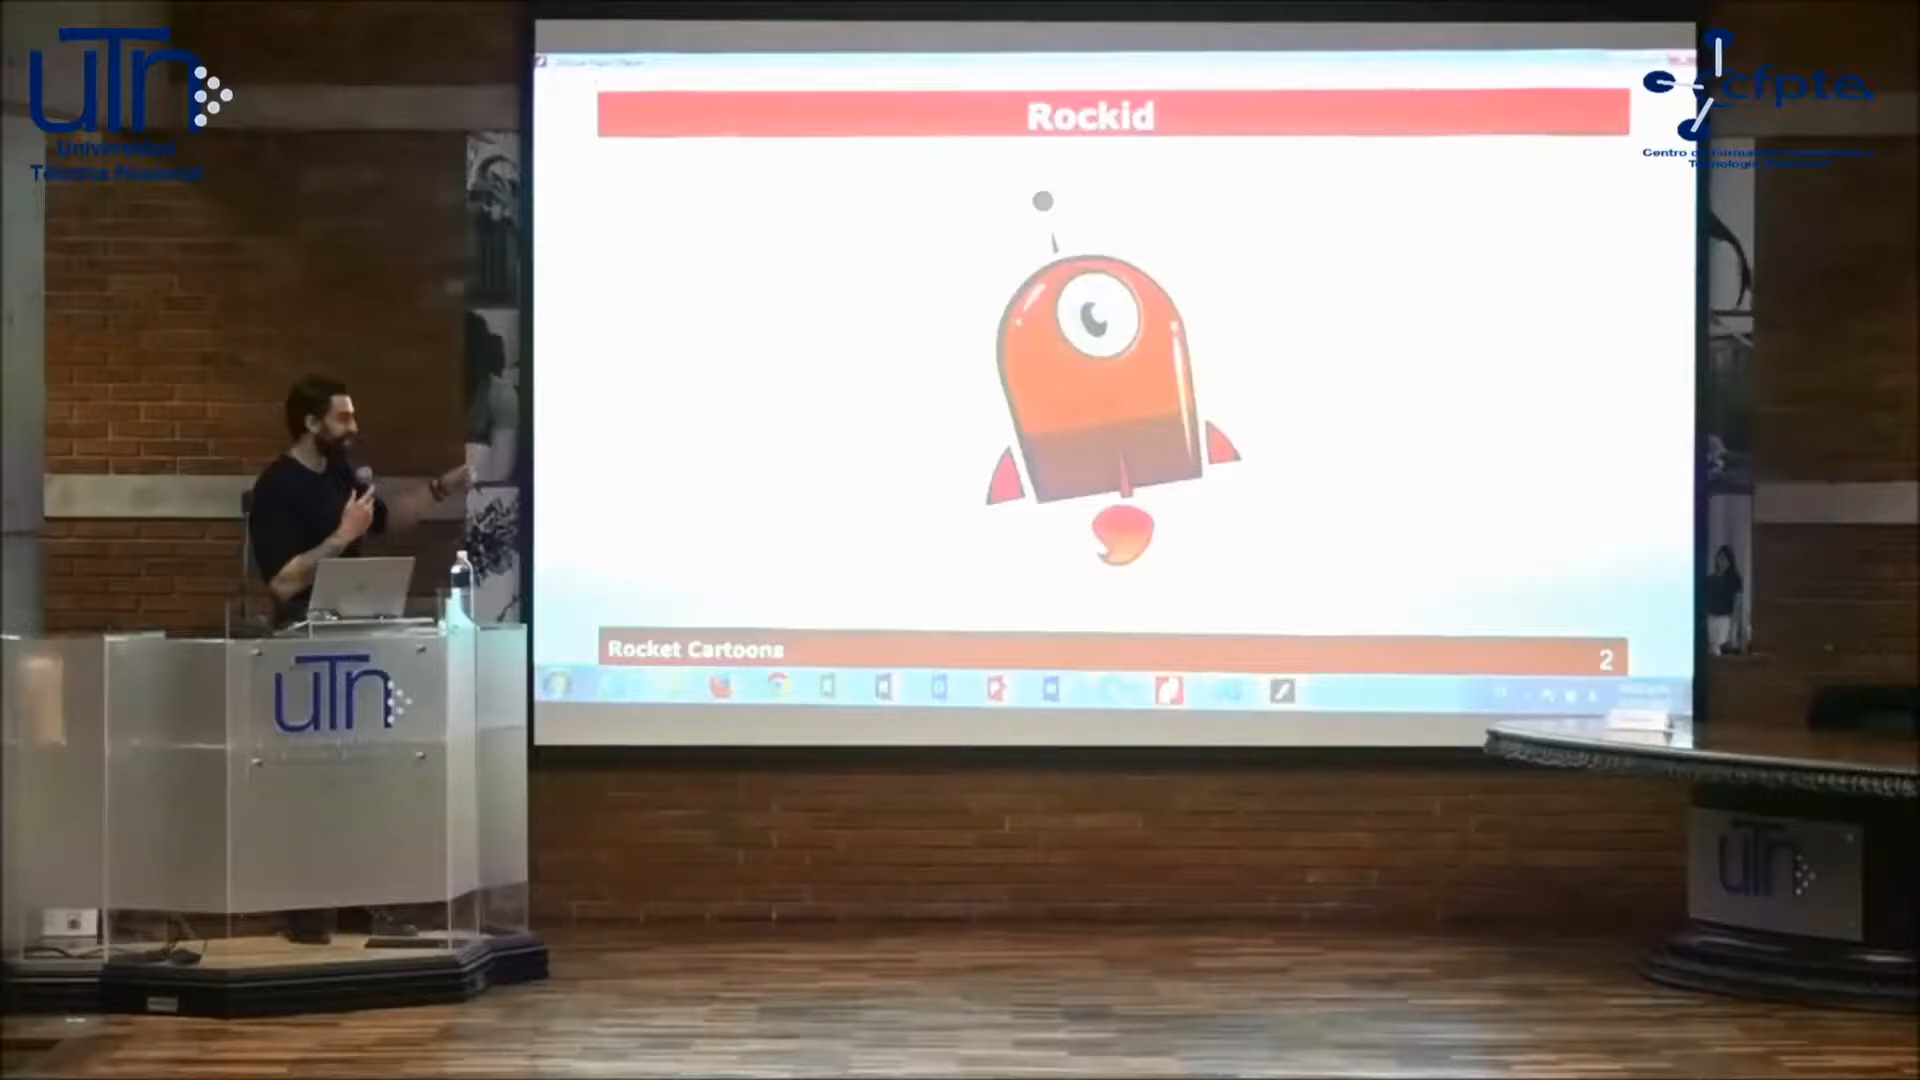 uTn
Universidad
Técnica Nacional
cfpte
Rockid
Rocket Cartoons
2
uTn
uTn